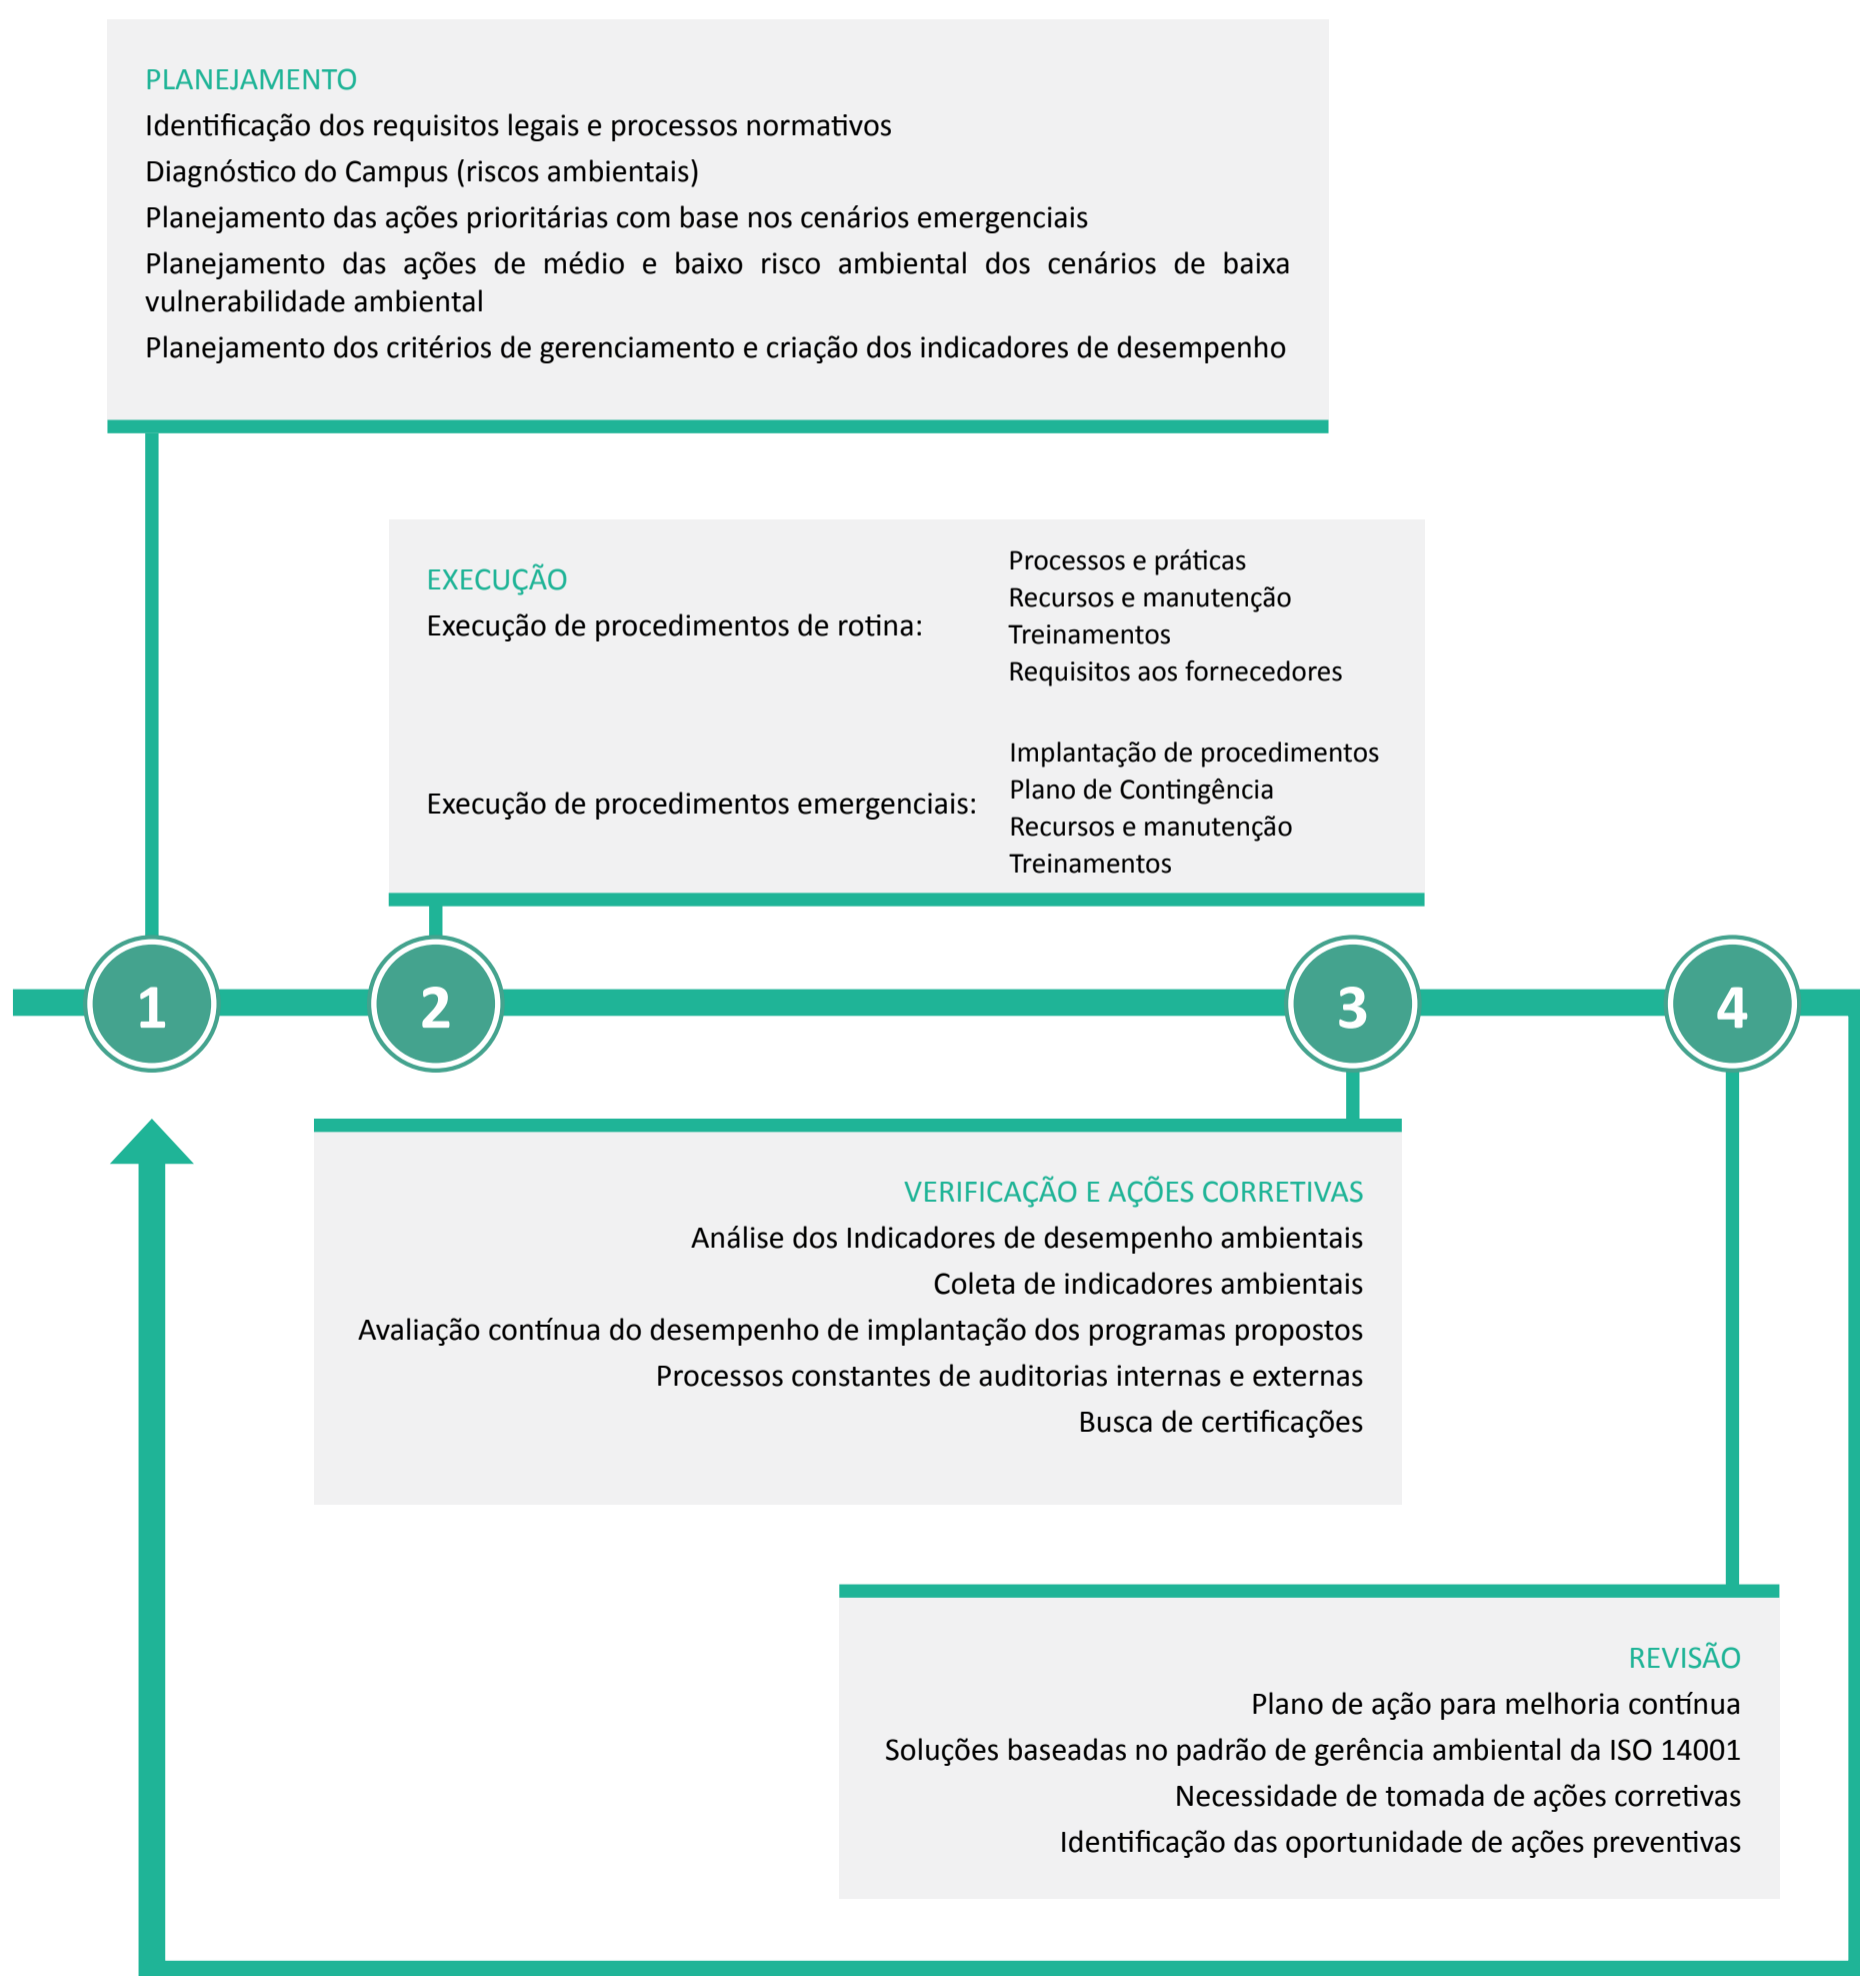 PLANEJAMENTO
Identificação dos requisitos legais e processos normativos
Diagnóstico do Campus (riscos ambientais)
Planejamento das ações prioritárias com base nos cenários emergenciais
Planejamento das ações de médio e baixo risco ambiental dos cenários de baixa
vulnerabilidade ambiental
Planejamento dos critérios de gerenciamento e criação dos indicadores de desempenho
EXECUÇÃO
Execução de procedimentos de rotina:
Processos e práticas
Recursos e manutenção
Treinamentos
Requisitos aos fornecedores
Execução de procedimentos emergenciais:
Implantação de procedimentos
Plano de Contingência
Recursos e manutenção
Treinamentos
1
2
3
4
VERIFICAÇÃO E AÇÕES CORRETIVAS
Análise dos Indicadores de desempenho ambientais
Coleta de indicadores ambientais
Avaliação contínua do desempenho de implantação dos programas propostos
Processos constantes de auditorias internas e externas
Busca de certificações
REVISÃO
Plano de ação para melhoria contínua
Soluções baseadas no padrão de gerência ambiental da ISO 14001
Necessidade de tomada de ações corretivas
Identificação das oportunidade de ações preventivas